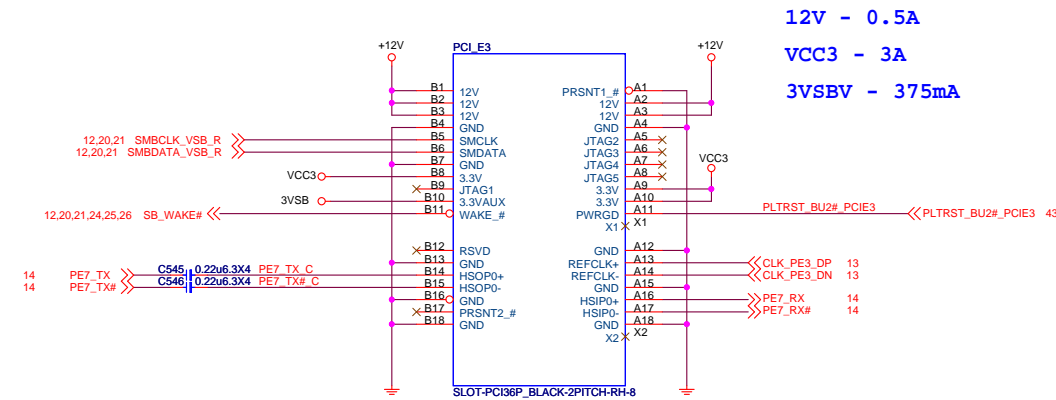 12V - 0.5A
VCC3 - 3A
3VSBV - 375mA
+12V
PCI_E3
+12V
B1 12V PRSNT1_# A1
B2 12V 12V A2
B3 12V 12V A3
B4 GND GND A4
12,20,21 SMBCLK_VSB_R B5 SMCLK JTAG2 A5
12,20,21 SMBDATA_VSB_R B6 SMDATA JTAG3 A6
B7 GND JTAG4 A7
VCC3 B8 3.3V JTAG5 A8
VCC3
B9 JTAG1 3.3V A9
3VSB B10 3.3VAUX 3.3V A10
12,20,21,24,25,26 SB_WAKE# B11 WAKE_# PWRGD A11 PLTRST_BU2#_PCIE3 PLTRST_BU2#_PCIE3 43
X1 X1
B12 RSVD GND A12
B13 GND REFCLK+ A13 CLK_PE3_DP 13
14 PE7_TX C545 0.22u6.3X4 PE7_TX_C B14 HSOP0+ REFCLK- A14 CLK_PE3_DN 13
14 PE7_TX# C546 0.22u6.3X4 PE7_TX#_C B15 HSOP0- GND A15
B16 GND HSIP0+ A16 PE7_RX 14
B17 PRSNT2_# HSIP0- A17 PE7_RX# 14
B18 GND GND A18
X2 X2
SLOT-PCI36P_BLACK-2PITCH-RH-8